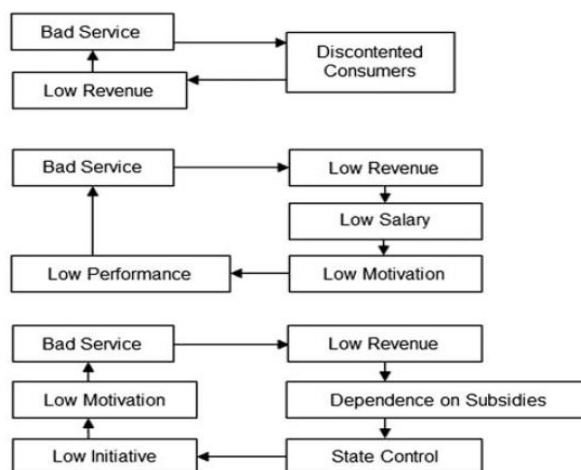 Bad Service
Discontented
Consumers
Low Revenue
Bad Service
Low Revenue
Low Salary
Low Performance
Low Motivation
Bad Service
Low Revenue
Low Motivation
Dependence on Subsidies
Low Initiative
State Control